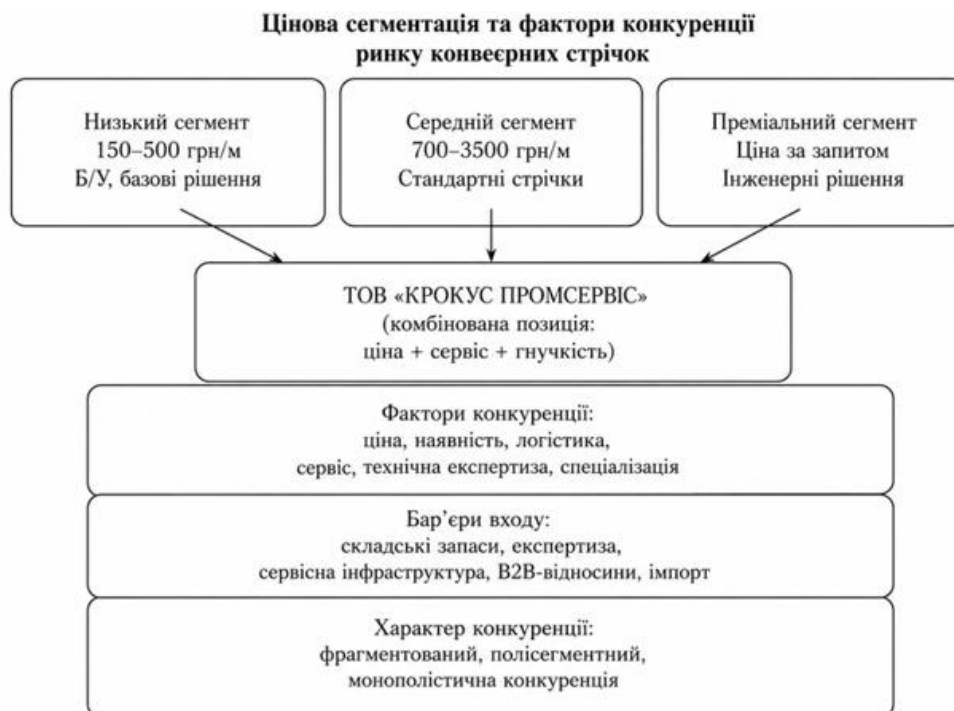 Цінова сегментація та фактори конкуренції
ринку конвеєрних стрічок
Низький сегмент
150–500 грн/м
Б/У, базові рішення
Середній сегмент
700–3500 грн/м
Стандартні стрічки
Преміальний сегмент
Ціна за запитом
Інженерні рішення
ТОВ «КРОКУС ПРОМСЕРВІС»
(комбінована позиція:
ціна + сервіс + гнучкість)
Фактори конкуренції:
ціна, наявність, логістика,
сервіс, технічна експертиза, спеціалізація
Бар’єри входу:
складські запаси, експертиза,
сервісна інфраструктура, B2B-відносини, імпорт
Характер конкуренції:
фрагментований, полісегментний,
монополістична конкуренція